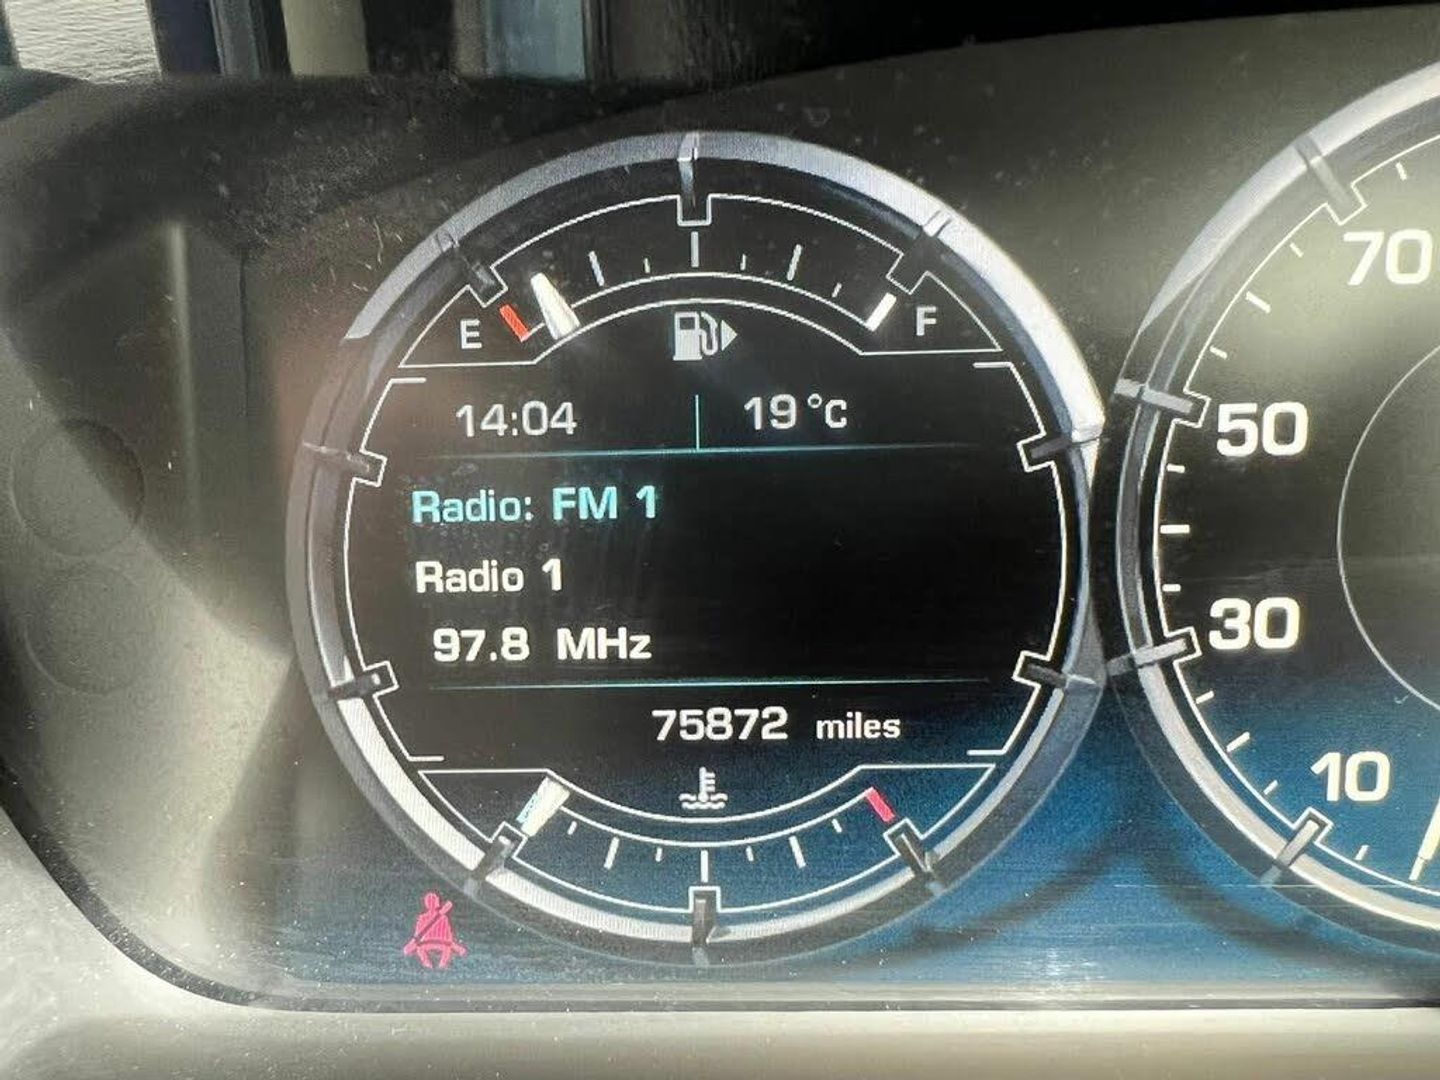 E F
14:04 19°C
Radio: FM 1
Radio 1
97.8 MHz
75872 miles
70
50
30
10